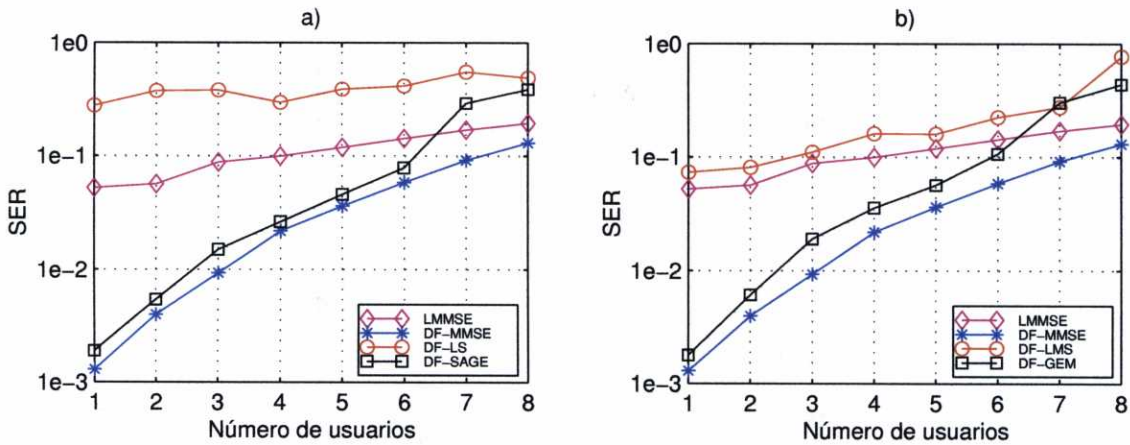 a)
1e0
1e-1
1e-2
1e-3
SER
1 2 3 4 5 6 7 8
Número de usuarios
LMMSE
DF-MMSE
DF-LS
DF-SAGE
b)
1e0
1e-1
1e-2
1e-3
SER
1 2 3 4 5 6 7 8
Número de usuarios
LMMSE
DF-MMSE
DF-LMS
DF-GEM